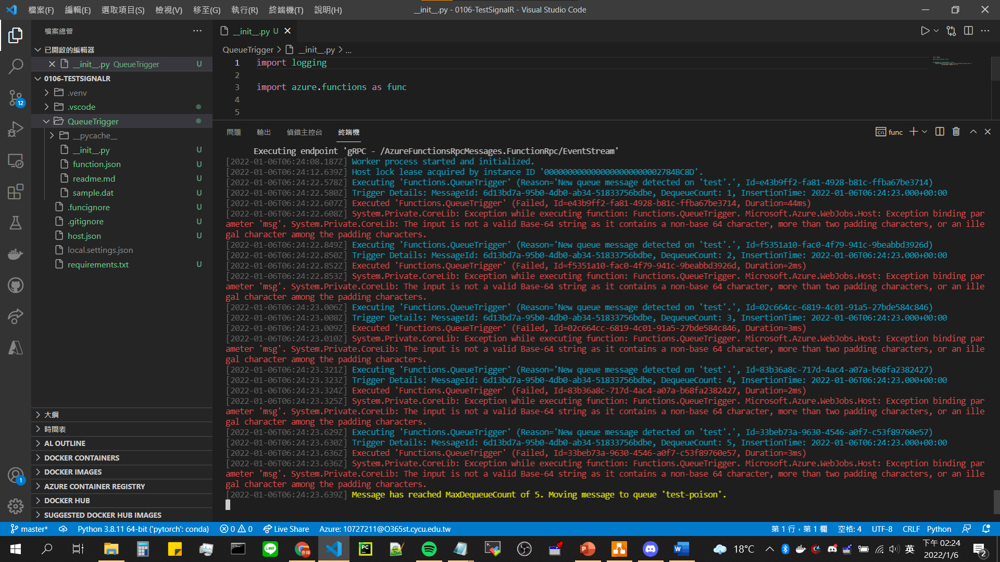 檔案(F) 編輯(E) 選取項目(S) 檢視(V) 移至(G) 執行(R) 終端機(T) 說明(H)
__init__.py - 0106-TestSignalR - Visual Studio Code
檔案總管
已開啟的編輯器
__init__.py QueueTrigger U
0106-TESTSIGNALR
.venv
.vscode
QueueTrigger
__pycache__
__init__.py U
function.json U
readme.md U
sample.dat U
.funcignore U
.gitignore U
host.json U
local.settings.json
requirements.txt U
大綱
時間表
AL OUTLINE
DOCKER CONTAINERS
DOCKER IMAGES
AZURE CONTAINER REGISTRY
DOCKER HUB
SUGGESTED DOCKER HUB IMAGES
12
1
__init__.py U
QueueTrigger > __init__.py > ...
1 import logging
2
3 import azure.functions as func
4
5
問題 輸出 偵錯主控台 終端機
func
Executing endpoint 'gRPC - /AzureFunctionsRpcMessages.FunctionRpc/EventStream'
[2022-01-06T06:24:08.187Z] Worker process started and initialized.
[2022-01-06T06:24:12.639Z] Host lock lease acquired by instance ID '00000000000000000000000002784BC8D'.
[2022-01-06T06:24:22.578Z] Executing 'Functions.QueueTrigger' (Reason='New queue message detected on 'test'.', Id=e43b9ff2-fa81-4928-b81c-ffba67be3714)
[2022-01-06T06:24:22.580Z] Trigger Details: MessageId: 6d13bd7a-95b0-4db0-ab34-51833756bdbe, DequeueCount: 1, InsertionTime: 2022-01-06T06:24:23.000+00:00
[2022-01-06T06:24:22.607Z] Executed 'Functions.QueueTrigger' (Failed, Id=e43b9ff2-fa81-4928-b81c-ffba67be3714, Duration=44ms)
[2022-01-06T06:24:22.608Z] System.Private.CoreLib: Exception while executing function: Functions.QueueTrigger. Microsoft.Azure.WebJobs.Host: Exception binding par
ameter 'msg'. System.Private.CoreLib: The input is not a valid Base-64 string as it contains a non-base 64 character, more than two padding characters, or an ille
gal character among the padding characters.
[2022-01-06T06:24:22.849Z] Executing 'Functions.QueueTrigger' (Reason='New queue message detected on 'test'.', Id=f5351a10-fac0-4f79-941c-9beabbd3926d)
[2022-01-06T06:24:22.850Z] Trigger Details: MessageId: 6d13bd7a-95b0-4db0-ab34-51833756bdbe, DequeueCount: 2, InsertionTime: 2022-01-06T06:24:23.000+00:00
[2022-01-06T06:24:22.852Z] Executed 'Functions.QueueTrigger' (Failed, Id=f5351a10-fac0-4f79-941c-9beabbd3926d, Duration=2ms)
[2022-01-06T06:24:22.853Z] System.Private.CoreLib: Exception while executing function: Functions.QueueTrigger. Microsoft.Azure.WebJobs.Host: Exception binding par
ameter 'msg'. System.Private.CoreLib: The input is not a valid Base-64 string as it contains a non-base 64 character, more than two padding characters, or an ille
gal character among the padding characters.
[2022-01-06T06:24:23.006Z] Executing 'Functions.QueueTrigger' (Reason='New queue message detected on 'test'.', Id=02c664cc-6819-4c01-91a5-27bde584c846)
[2022-01-06T06:24:23.008Z] Trigger Details: MessageId: 6d13bd7a-95b0-4db0-ab34-51833756bdbe, DequeueCount: 3, InsertionTime: 2022-01-06T06:24:23.000+00:00
[2022-01-06T06:24:23.009Z] Executed 'Functions.QueueTrigger' (Failed, Id=02c664cc-6819-4c01-91a5-27bde584c846, Duration=3ms)
[2022-01-06T06:24:23.010Z] System.Private.CoreLib: Exception while executing function: Functions.QueueTrigger. Microsoft.Azure.WebJobs.Host: Exception binding par
ameter 'msg'. System.Private.CoreLib: The input is not a valid Base-64 string as it contains a non-base 64 character, more than two padding characters, or an ille
gal character among the padding characters.
[2022-01-06T06:24:23.321Z] Executing 'Functions.QueueTrigger' (Reason='New queue message detected on 'test'.', Id=83b36a8c-717d-4ac4-a07a-b68fa2382427)
[2022-01-06T06:24:23.323Z] Trigger Details: MessageId: 6d13bd7a-95b0-4db0-ab34-51833756bdbe, DequeueCount: 4, InsertionTime: 2022-01-06T06:24:23.000+00:00
[2022-01-06T06:24:23.324Z] Executed 'Functions.QueueTrigger' (Failed, Id=83b36a8c-717d-4ac4-a07a-b68fa2382427, Duration=2ms)
[2022-01-06T06:24:23.325Z] System.Private.CoreLib: Exception while executing function: Functions.QueueTrigger. Microsoft.Azure.WebJobs.Host: Exception binding par
ameter 'msg'. System.Private.CoreLib: The input is not a valid Base-64 string as it contains a non-base 64 character, more than two padding characters, or an ille
gal character among the padding characters.
[2022-01-06T06:24:23.629Z] Executing 'Functions.QueueTrigger' (Reason='New queue message detected on 'test'.', Id=33beb73a-9630-4546-a0f7-c53f89760e57)
[2022-01-06T06:24:23.630Z] Trigger Details: MessageId: 6d13bd7a-95b0-4db0-ab34-51833756bdbe, DequeueCount: 5, InsertionTime: 2022-01-06T06:24:23.000+00:00
[2022-01-06T06:24:23.636Z] Executed 'Functions.QueueTrigger' (Failed, Id=33beb73a-9630-4546-a0f7-c53f89760e57, Duration=3ms)
[2022-01-06T06:24:23.636Z] System.Private.CoreLib: Exception while executing function: Functions.QueueTrigger. Microsoft.Azure.WebJobs.Host: Exception binding par
ameter 'msg'. System.Private.CoreLib: The input is not a valid Base-64 string as it contains a non-base 64 character, more than two padding characters, or an ille
gal character among the padding characters.
[2022-01-06T06:24:23.639Z] Message has reached MaxDequeueCount of 5. Moving message to queue 'test-poison'.
master* Python 3.8.11 64-bit ('pytorch': conda) 0 0 Live Share Azure: 10727211@O365st.cycu.edu.tw
第 1 行，第 1 欄 空格: 4 UTF-8 CRLF Python
LINE
PC
18°C
英
下午 02:24
2022/1/6
2